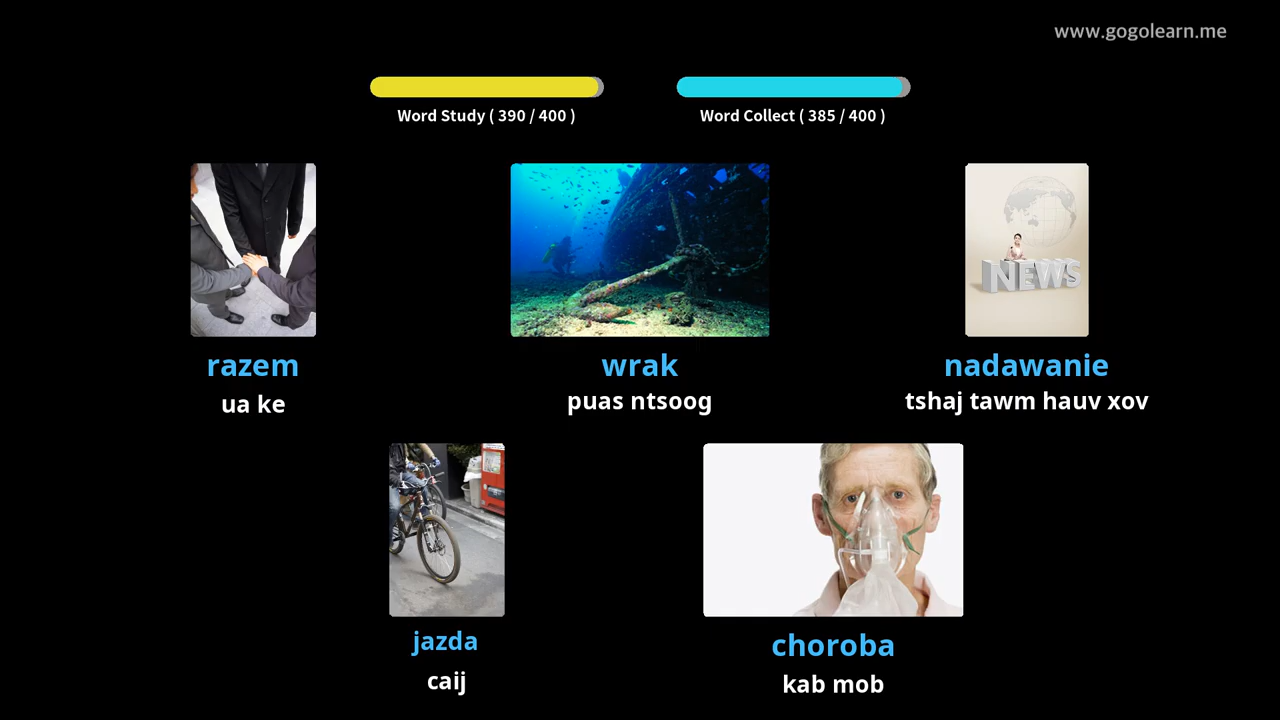 www.gogolearn.me
Word Study ( 390 / 400 )
Word Collect ( 385 / 400 )
NEWS
razem
ua ke
wrak
puas ntsoog
nadawanie
tshaj tawm hauv xov
jazda
caij
choroba
kab mob